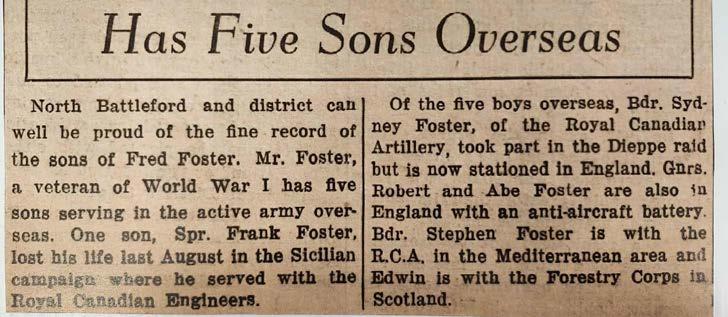 Has Five Sons Overseas
North Battleford and district can
well be proud of the fine record of
the sons of Fred Foster. Mr. Foster,
a veteran of World War I has five
sons serving in the active army over-
seas. One son, Spr. Frank Foster,
lost his life last August in the Sicilian
campaign where he served with the
Royal Canadian Engineers.
Of the five boys overseas, Bdr. Syd-
ney Foster, of the Royal Canadian
Artillery, took part in the Dieppe raid
but is now stationed in England. Gnrs.
Robert and Abe Foster are also in
England with an anti-aircraft battery.
Bdr. Stephen Foster is with the
R.C.A. in the Mediterranean area and
Edwin is with the Forestry Corps in
Scotland.